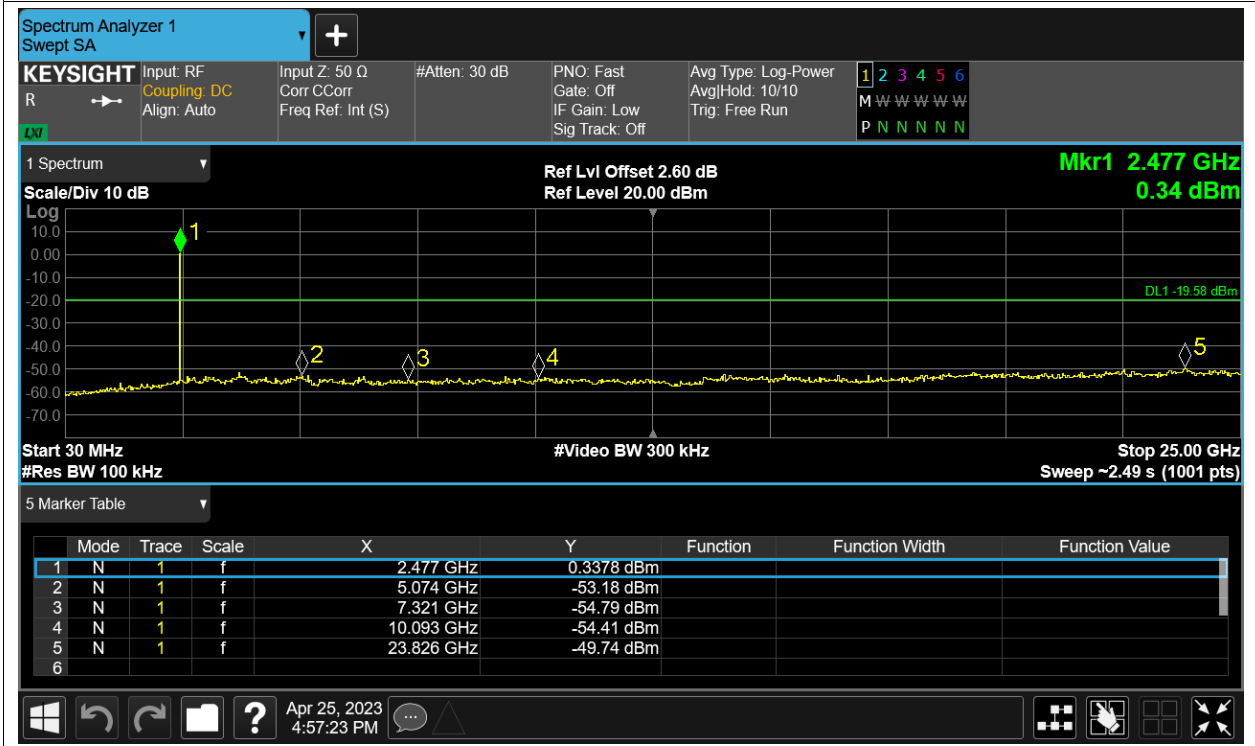 Spectrum Analyzer 1
Swept SA
KEYSIGHT Input: RF Input Z: 50 Ω #Atten: 30 dB PNO: Fast Avg Type: Log-Power 1 2 3 4 5 6
R Coupling: DC Corr CCorr Gate: Off Avg|Hold: 10/10 M W W W W W
Align: Auto Freq Ref: Int (S) IF Gain: Low Trig: Free Run
LXI Sig Track: Off P N N N N N
1 Spectrum Ref Lvl Offset 2.60 dB Mkr1 2.477 GHz
Scale/Div 10 dB Ref Level 20.00 dBm 0.34 dBm
Log
10.0 1
0.00
-10.0
-20.0 DL1 -19.58 dBm
-30.0
-40.0 2 3 4 5
-50.0
-60.0
-70.0
Start 30 MHz #Video BW 300 kHz Stop 25.00 GHz
#Res BW 100 kHz Sweep ~2.49 s (1001 pts)
5 Marker Table
Mode Trace Scale X Y Function Function Width Function Value
1 N 1 f 2.477 GHz 0.3378 dBm
2 N 1 f 5.074 GHz -53.18 dBm
3 N 1 f 7.321 GHz -54.79 dBm
4 N 1 f 10.093 GHz -54.41 dBm
5 N 1 f 23.826 GHz -49.74 dBm
6
? Apr 25, 2023
4:57:23 PM